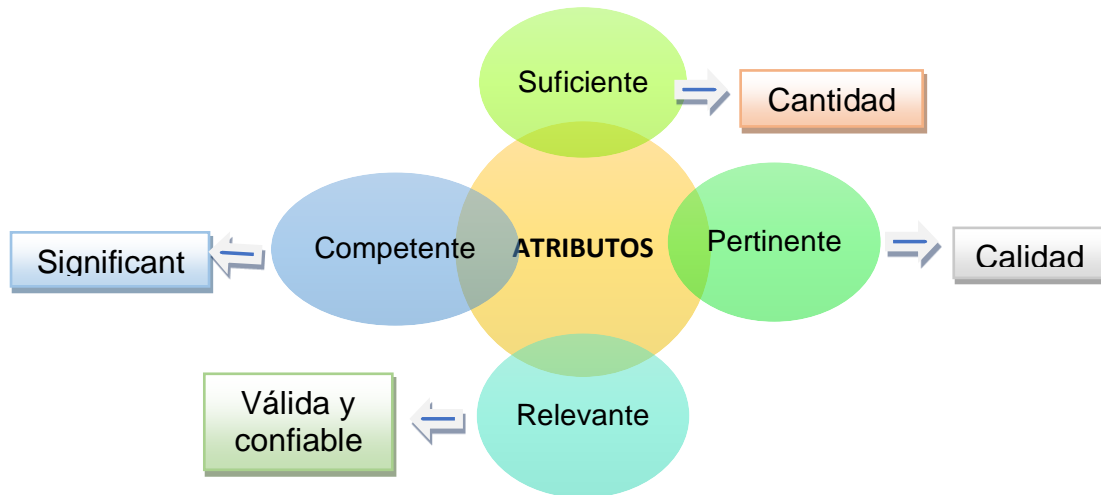 Suficiente
Cantidad
Competente
ATRIBUTOS
Pertinente
Significant
Calidad
Válida y
confiable
Relevante